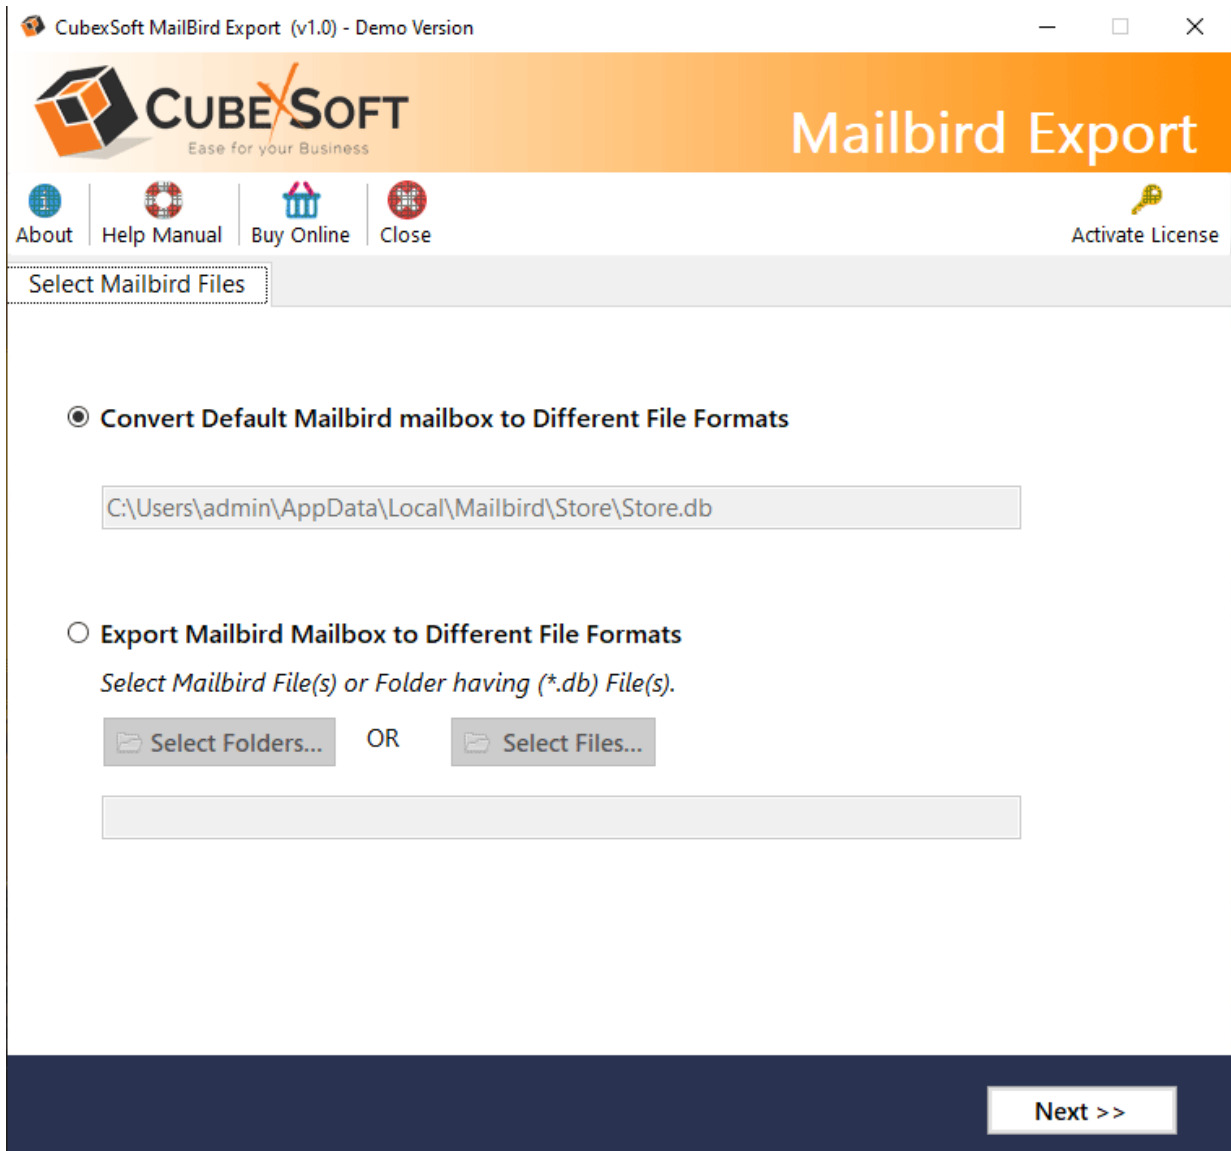 CubexSoft MailBird Export (v1.0) - Demo Version
CUBEXSOFT
Ease for your Business
Mailbird Export
About
Help Manual
Buy Online
Close
Activate License
Select Mailbird Files
Convert Default Mailbird mailbox to Different File Formats
C:\Users\admin\AppData\Local\Mailbird\Store\Store.db
Export Mailbird Mailbox to Different File Formats
Select Mailbird File(s) or Folder having (*.db) File(s).
Select Folders... OR Select Files...
Next >>